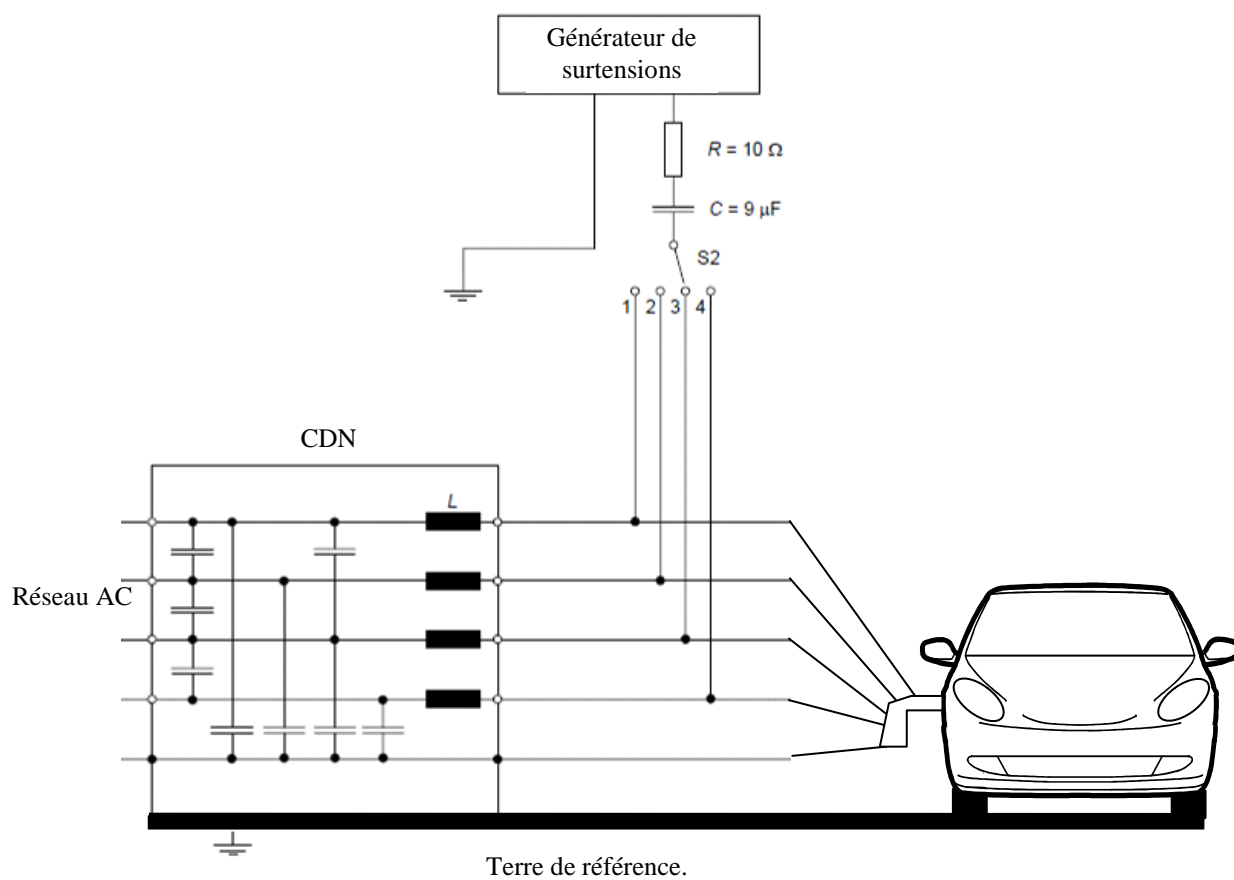 Générateur de
surtensions
R = 10 Ω
C = 9 µF
S2
1 2 3 4
CDN
L
Réseau AC
Terre de référence.